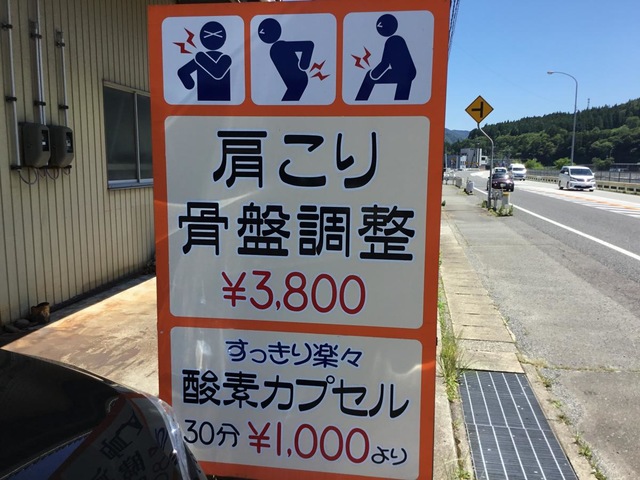 肩こり
骨盤調整
¥3,800
すっきり楽々
酸素カプセル
30分¥1,000より